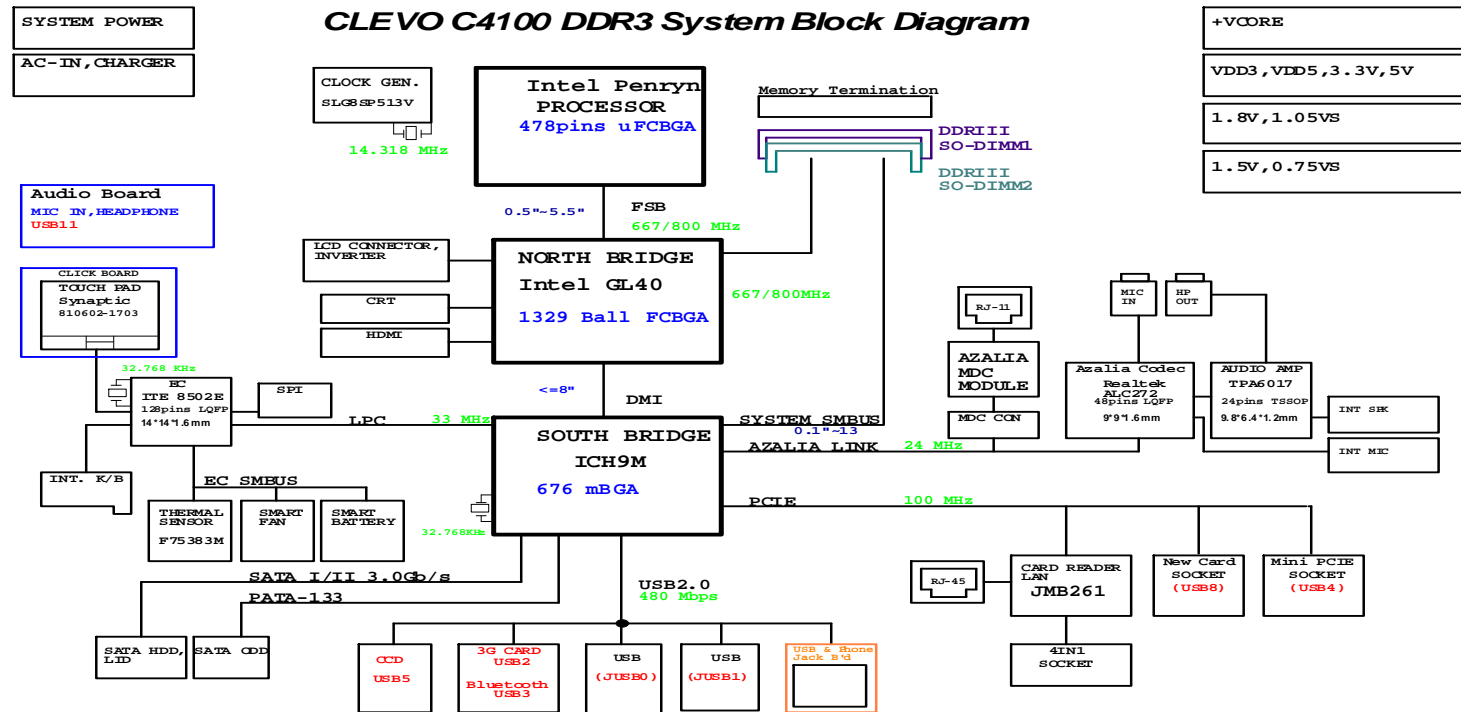 CLEVO C4100 DDR3 System Block Diagram
SYSTEM POWER
AC-IN,CHARGER
+VCORE
VDD3,VDD5,3.3V,5V
1.8V,1.05VS
1.5V,0.75VS
CLOCK GEN.
SLG8SP513V
14.318 MHz
Intel Penryn
PROCESSOR
478pins uFCBGA
Memory Termination
DDRIII
SO-DIMM1
DDRIII
SO-DIMM2
Audio Board
MIC IN,HEADPHONE
USB11
0.5"~5.5"
FSB
667/800 MHz
LCD CONNECTOR,
INVERTER
CRT
HDMI
NORTH BRIDGE
Intel GL40
1329 Ball FCBGA
667/800MHz
CLICK BOARD
TOUCH PAD
Synaptic
810602-1703
32.768 KHz
EC
ITE 8502E
128pins LQFP
14*14*1.6mm
SPI
INT. K/B
EC SMBUS
THERMAL
SENSOR
F75383M
SMART
FAN
SMART
BATTERY
<=8"
DMI
LPC
33 MHz
SOUTH BRIDGE
ICH9M
676 mBGA
32.768KHz
SYSTEM SMBUS
0.1"~13
AZALIA LINK
24 MHz
PCIE
100 MHz
RJ-11
AZALIA
MDC
MODULE
MDC CON
MIC
IN
HP
OUT
Azalia Codec
Realtek
ALC272
48pins LQFP
9*9*1.6mm
AUDIO AMP
TPA6017
24pins TSSOP
9.8*6.4*1.2mm
INT SPK
INT MIC
SATA I/II 3.0Gb/s
PATA-133
SATA HDD,
LID
SATA ODD
USB2.0
480 Mbps
CCD
USB5
3G CARD
USB2
Bluetooth
USB3
USB
(JUSB0)
USB
(JUSB1)
USB & Phone
Jack B'd
RJ-45
CARD READER
LAN
JMB261
4IN1
SOCKET
New Card
SOCKET
(USB8)
Mini PCIE
SOCKET
(USB4)